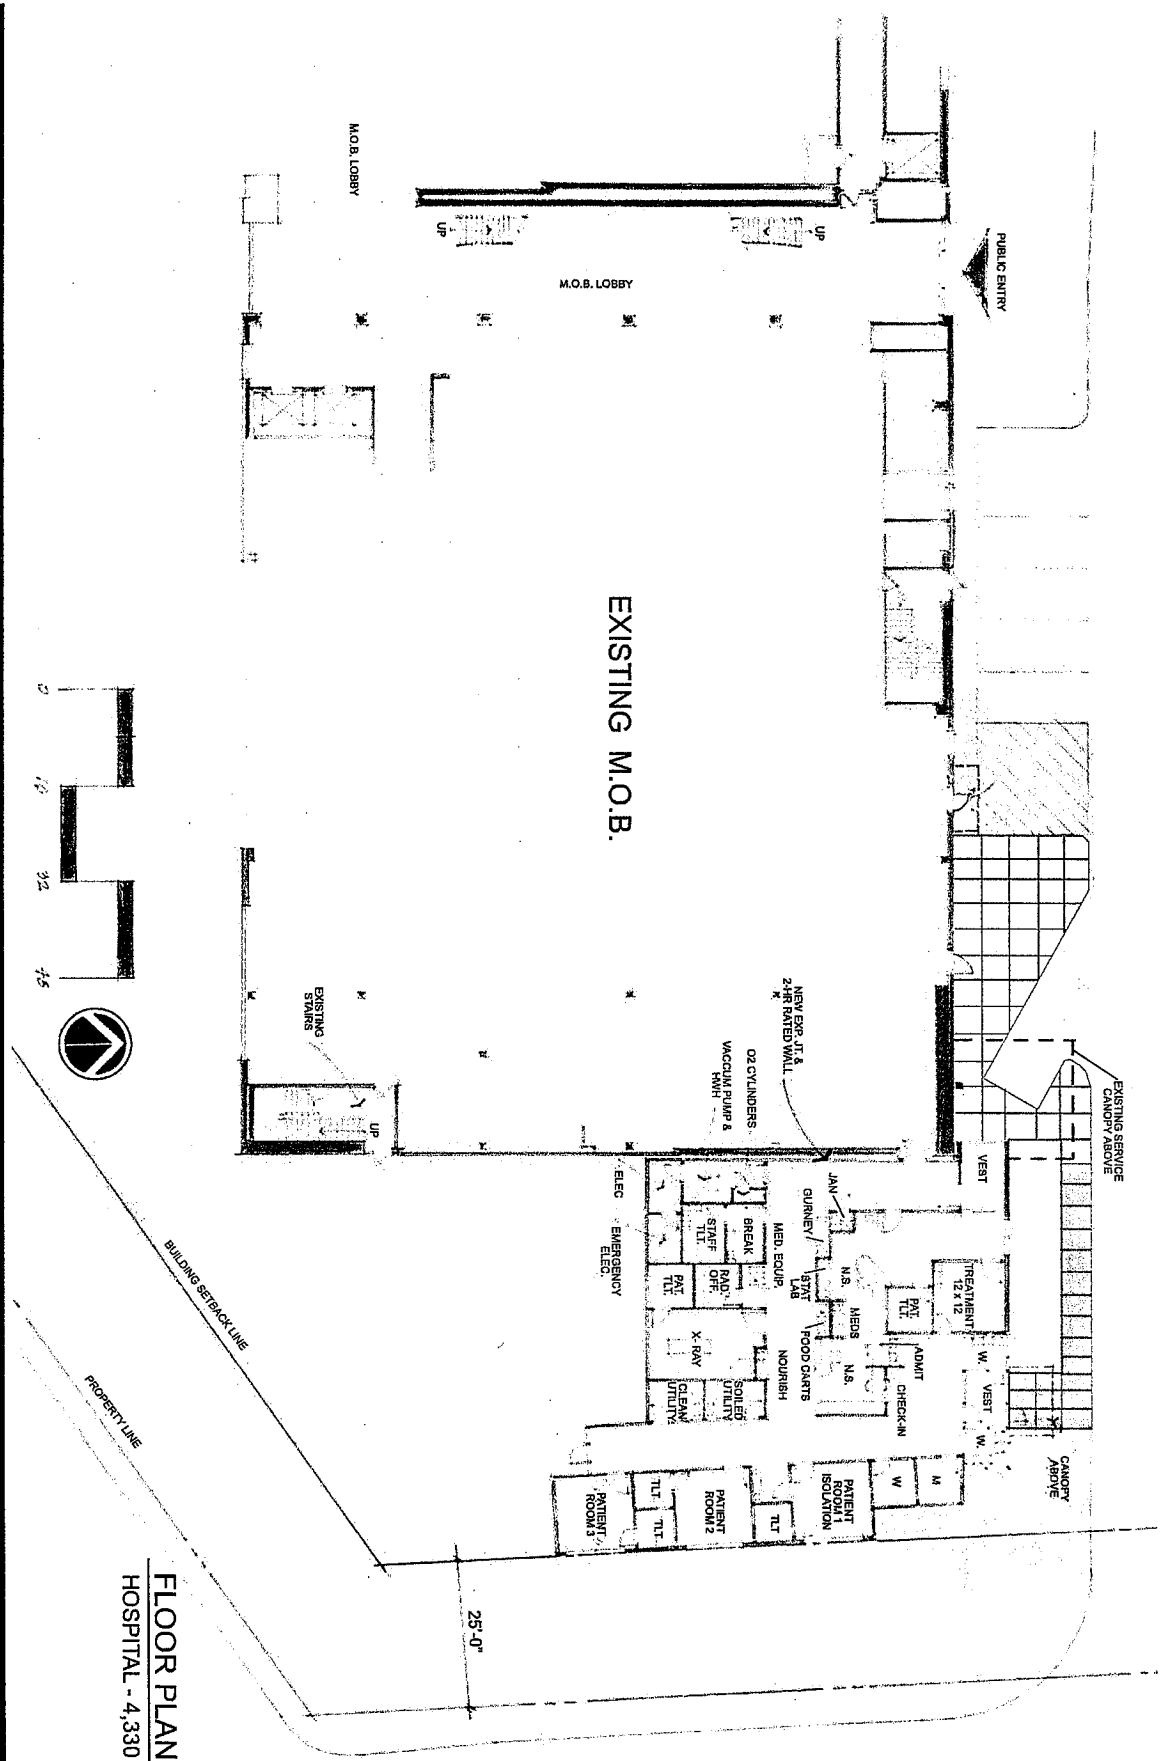 M.O.B. LOBBY
UP
UP
M.O.B. LOBBY
PUBLIC ENTRY
EXISTING M.O.B.
EXISTING
STAIRS
UP
NEW EXP. JT. &
2-HR RATED WALL
O2 CYLINDERS
VACCUM PUMP &
HWH
EXISTING SERVICE
CANOPY ABOVE
VEST
JAN
GURNEY
ELEC
EMERGENCY
ELEC.
STAFF
TLT.
BREAK
MED. EQUIP.
STAT
LAB
N.S.
TREATMENT
12 x 12
PAT.
TLT.
RAD.
OFF.
PAT.
TLT.
MEDS
X-RAY
FOOD CARTS
NOURISH
N.S.
ADMIT
CHECK-IN
W.
VEST
W.
CLEAN
UTILITY
SOILED
UTILITY
CANOPY
ABOVE
PATIENT
ROOM 3
TLT.
TLT.
PATIENT
ROOM 2
TLT
PATIENT
ROOM 1
ISOLATION
W
M
BUILDING SETBACK LINE
PROPERTY LINE
25'-0"
0
FLOOR PLAN
HOSPITAL - 4,330